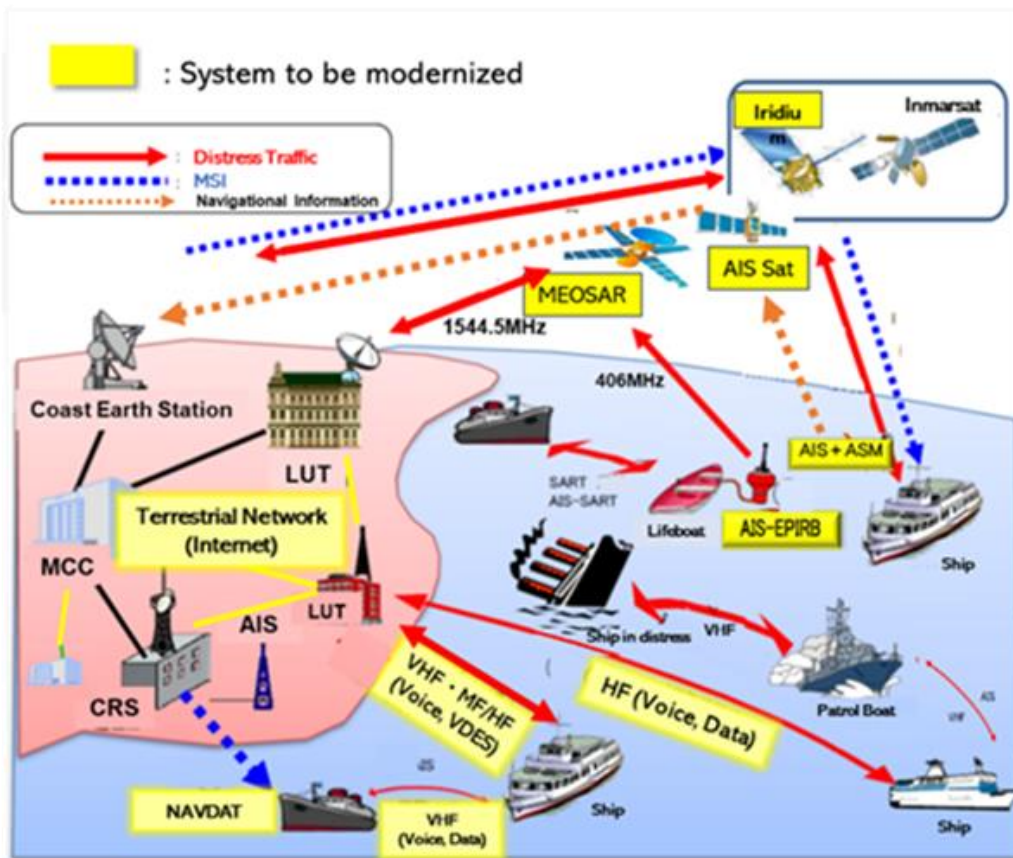 : System to be modernized
Iridiu
m
Inmarsat
: Distress Traffic
: MSI
: Navigational Information
MEOSAR
AIS Sat
1544.5MHz
406MHz
Coast Earth Station
LUT
AIS + ASM
SART
AIS-SART
Lifeboat
AIS-EPIRB
Ship
Terrestrial Network
(Internet)
MCC
LUT
AIS
Ship in distress
VHF
Patrol Boat
CRS
VHF・MF/HF
(Voice, VDES)
HF (Voice, Data)
AIS
VHF
NAVDAT
VHF
(Voice, Data)
Ship
Ship